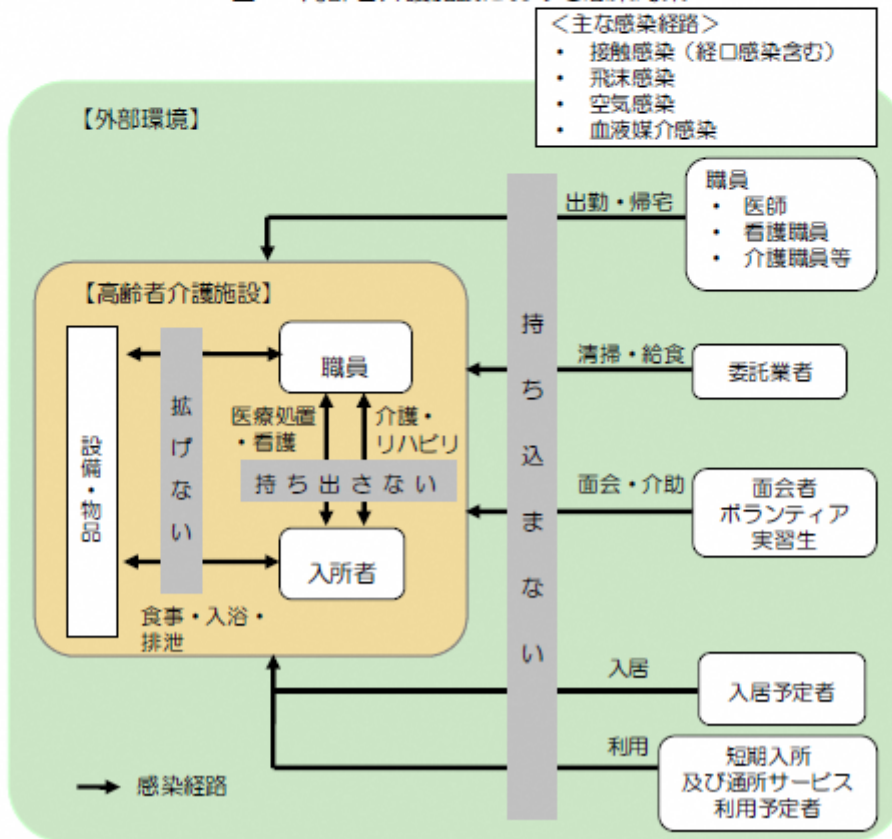 ＜主な感染経路＞
・ 接触感染（経口感染含む）
・ 飛沫感染
・ 空気感染
・ 血液媒介感染
【外部環境】
職員
・ 医師
・ 看護職員
・ 介護職員等
出勤・帰宅
【高齢者介護施設】
持ち込まない
職員
清掃・給食
委託業者
拡げない
医療処置
・看護
介護・
リハビリ
設備・物品
持ち出さない
面会・介助
面会者
ボランティア
実習生
入所者
食事・入浴・
排泄
入居
入居予定者
利用
短期入所
及び通所サービス
利用予定者
感染経路